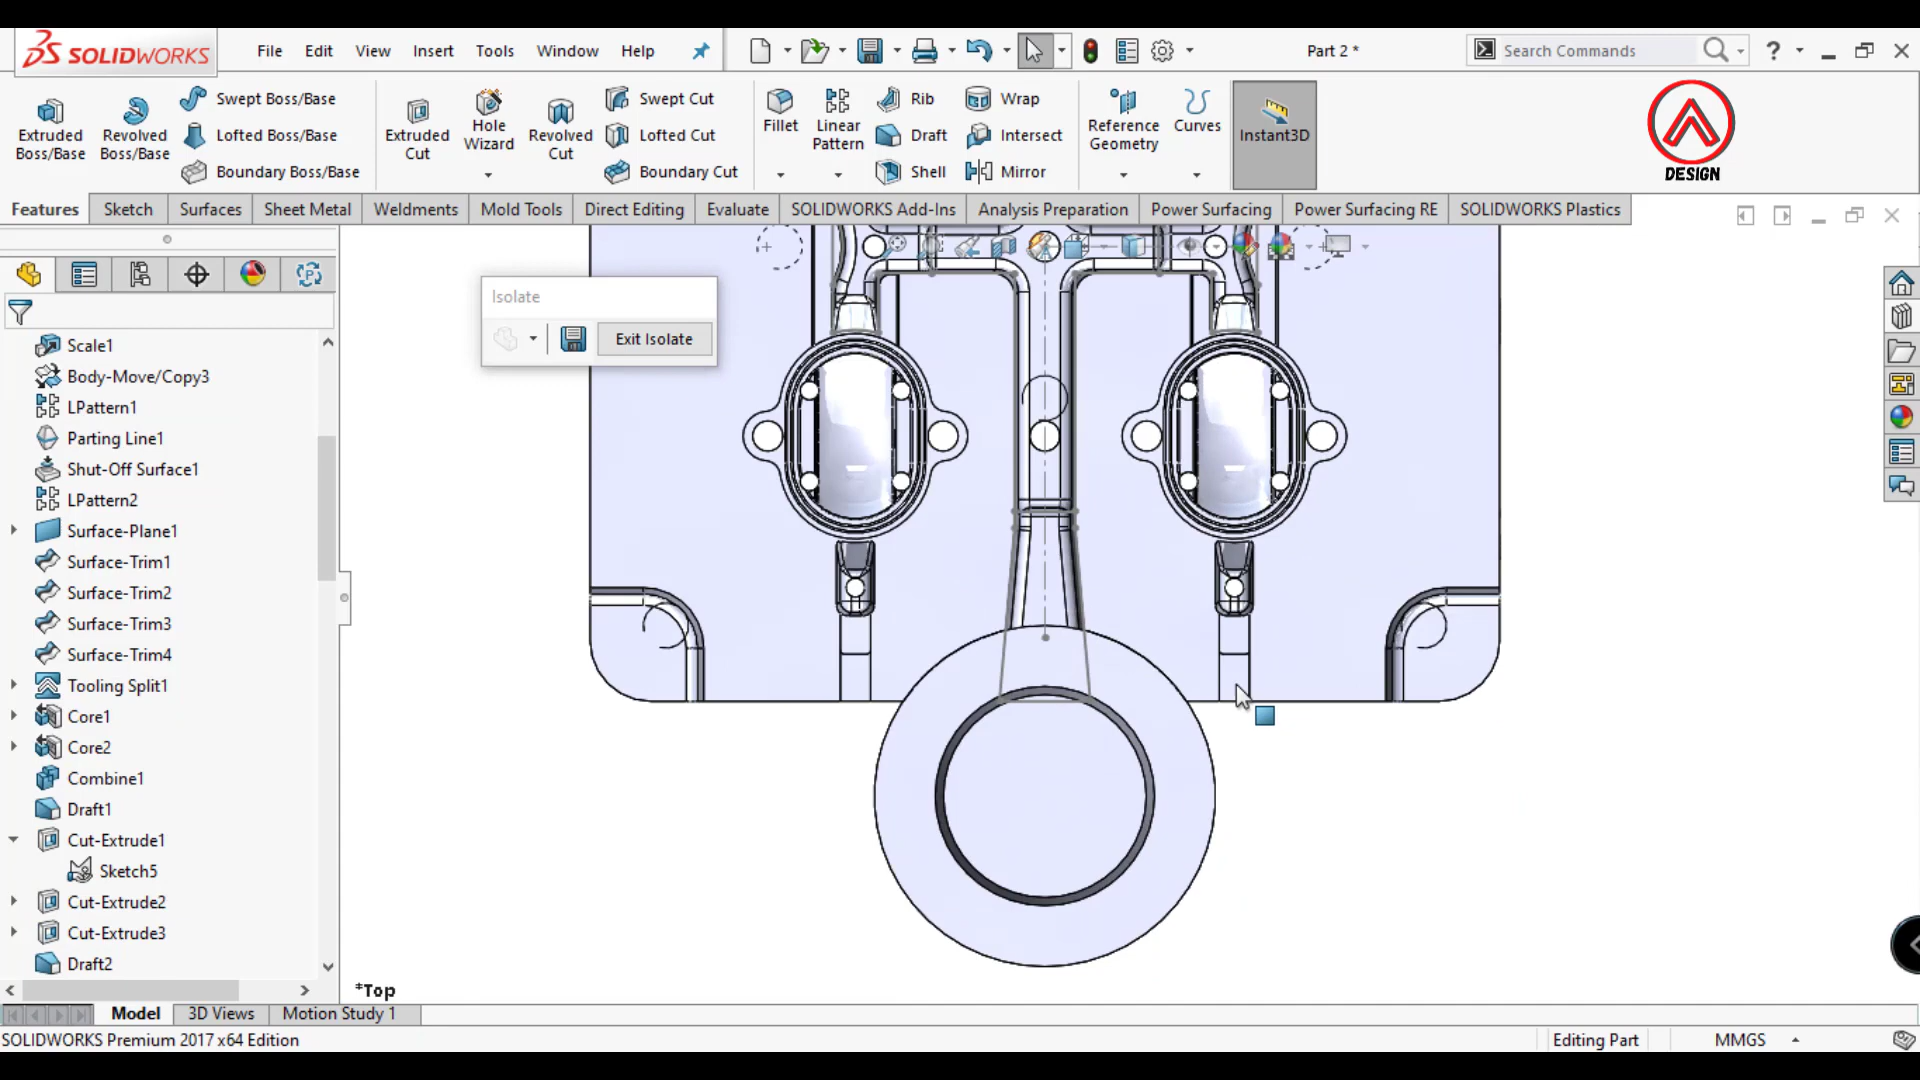 SOLIDWORKS
File Edit View Insert Tools Window Help
Part 2 *
Search Commands
Extruded Boss/Base
Revolved Boss/Base
Swept Boss/Base
Lofted Boss/Base
Boundary Boss/Base
Extruded Cut
Hole Wizard
Revolved Cut
Swept Cut
Lofted Cut
Boundary Cut
Fillet
Linear Pattern
Rib
Draft
Shell
Wrap
Intersect
Mirror
Reference Geometry
Curves
Instant3D
DESIGN
Features Sketch Surfaces Sheet Metal Weldments Mold Tools Direct Editing Evaluate SOLIDWORKS Add-Ins Analysis Preparation Power Surfacing Power Surfacing RE SOLIDWORKS Plastics
Isolate
Exit Isolate
Scale1
Body-Move/Copy3
LPattern1
Parting Line1
Shut-Off Surface1
LPattern2
Surface-Plane1
Surface-Trim1
Surface-Trim2
Surface-Trim3
Surface-Trim4
Tooling Split1
Core1
Core2
Combine1
Draft1
Cut-Extrude1
Sketch5
Cut-Extrude2
Cut-Extrude3
Draft2
*Top
Model 3D Views Motion Study 1
SOLIDWORKS Premium 2017 x64 Edition
Editing Part
MMGS